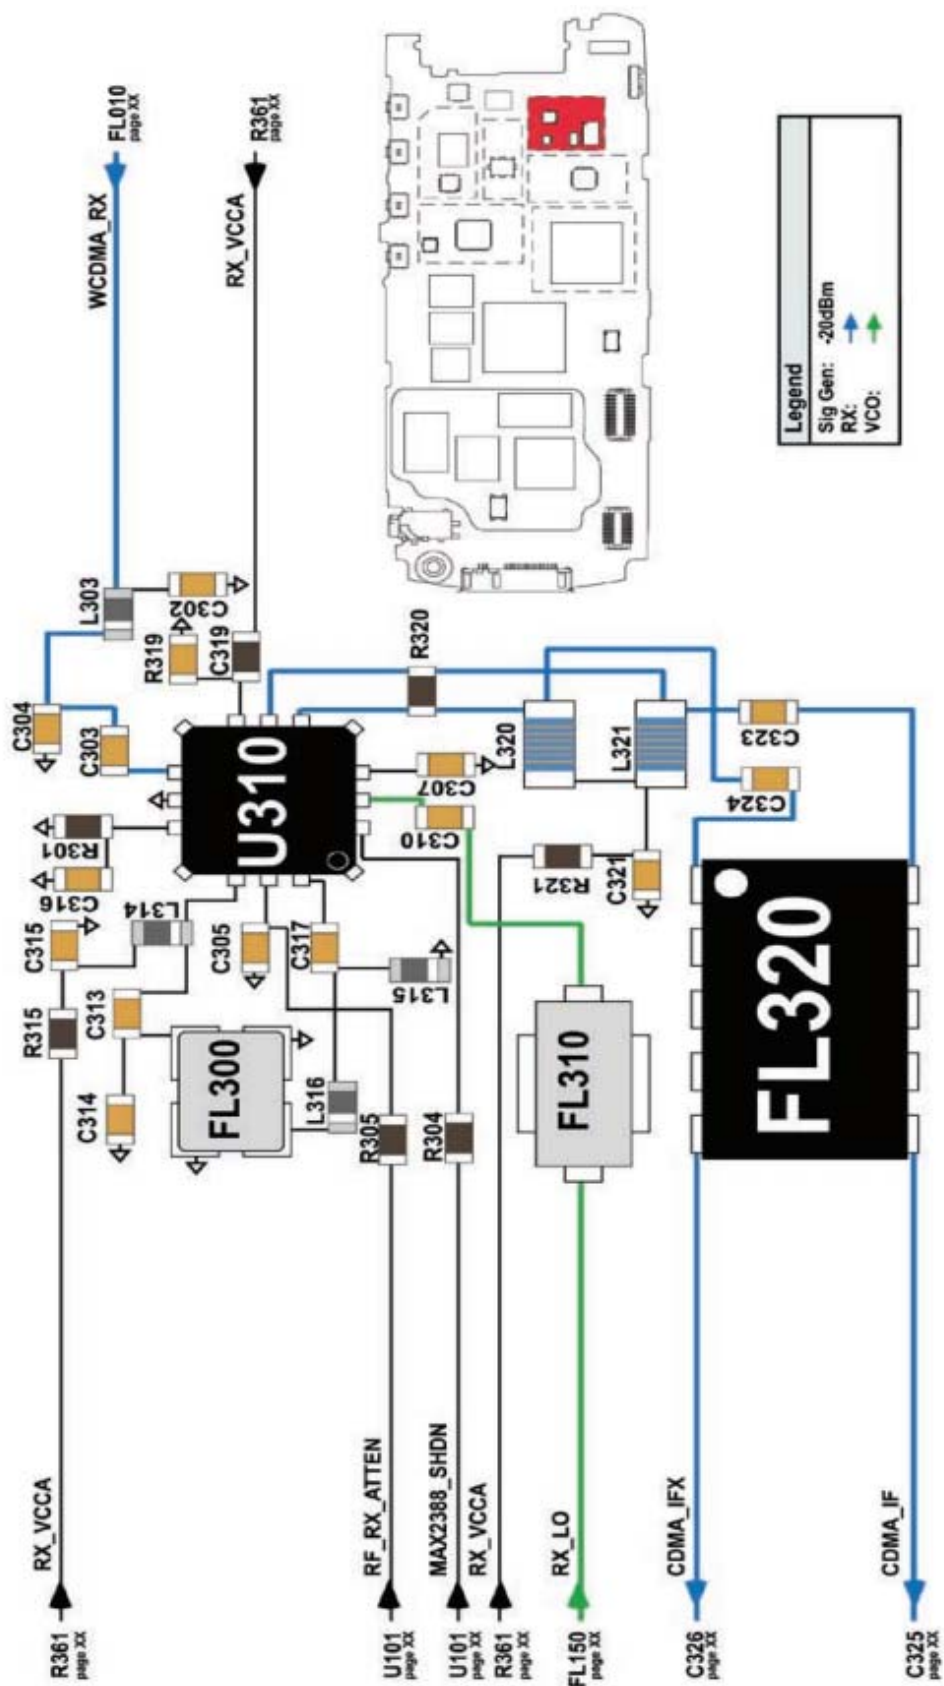 FL010
page XX
WCDMA_RX
R361
page XX
RX_VCCA
Legend
Sig Gen: -20dBm
RX:
VCO:
L303
C302
R319
C319
R320
C304
C303
U310
C307
C310
L320
L321
C323
C324
R301
C316
L314
C315
R315
C313
C314
C305
C317
L315
L316
FL300
R305
R304
R321
C321
FL310
FL320
RX_VCCA
R361
page XX
RF_RX_ATTEN
U101
page XX
MAX2388_SHDN
U101
page XX
RX_VCCA
R361
page XX
RX_LO
FL150
page XX
CDMA_IFX
C326
page XX
CDMA_IF
C325
page XX